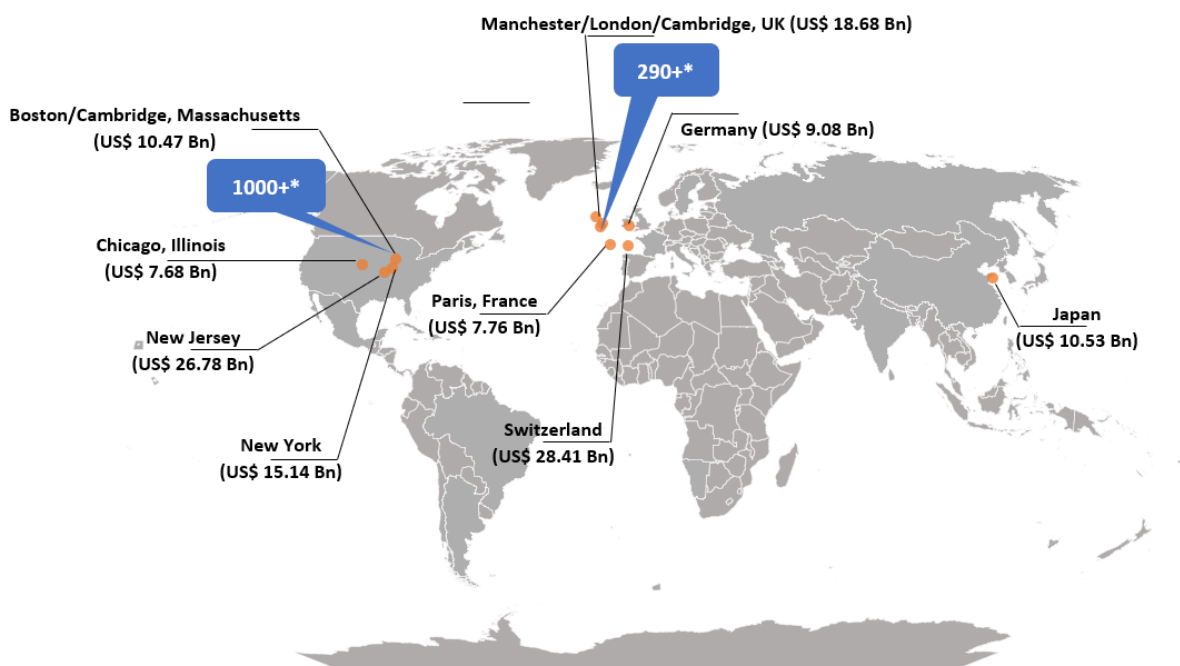 Manchester/London/Cambridge, UK (US$ 18.68 Bn)
290+*
Boston/Cambridge, Massachusetts
(US$ 10.47 Bn)
Germany (US$ 9.08 Bn)
1000+*
Chicago, Illinois
(US$ 7.68 Bn)
Paris, France
(US$ 7.76 Bn)
Japan
(US$ 10.53 Bn)
New Jersey
(US$ 26.78 Bn)
Switzerland
(US$ 28.41 Bn)
New York
(US$ 15.14 Bn)